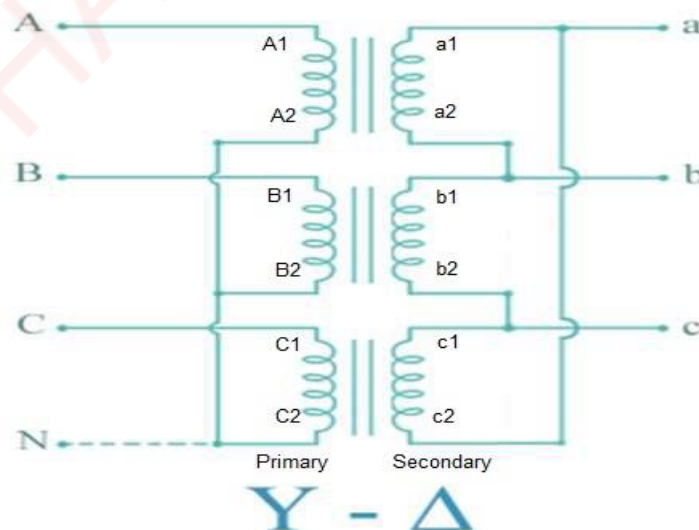 A a
A1 a1
A2 a2
B b
B1 b1
B2 b2
C c
C1 c1
C2 c2
N
Primary Secondary
Y - Δ